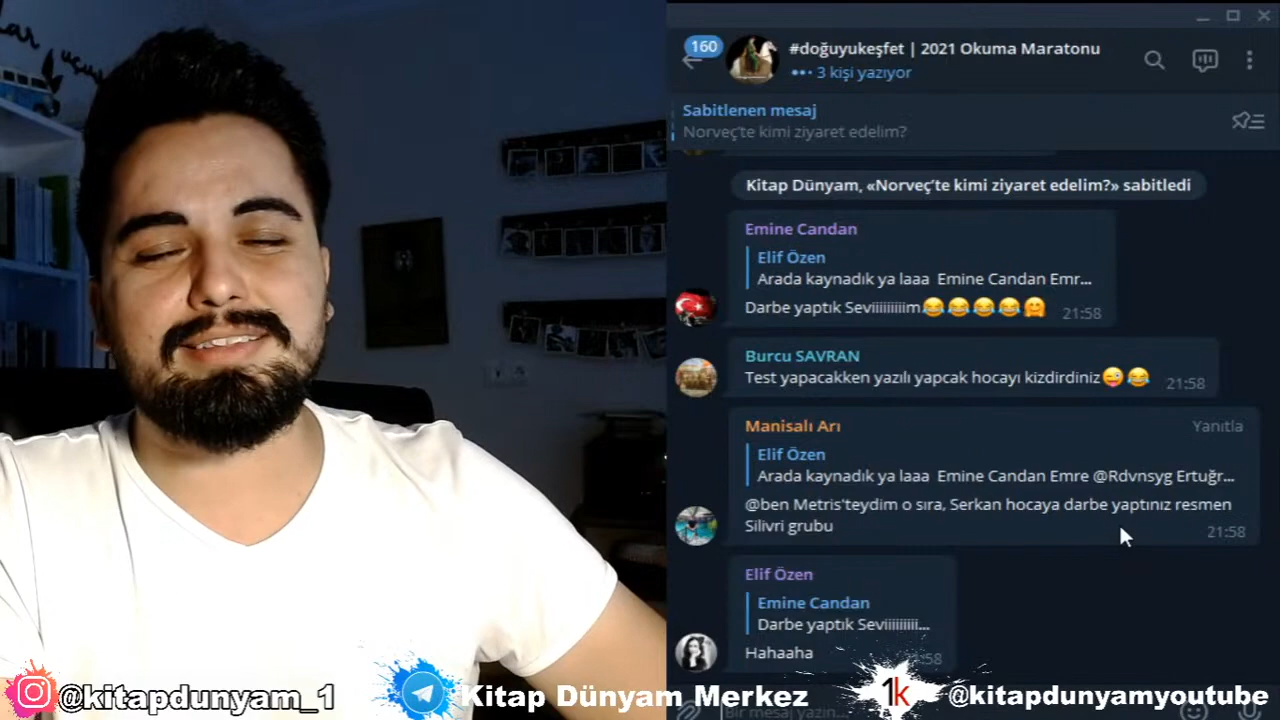 160
#doğuyukeşfet | 2021 Okuma Maratonu
3 kişi yazıyor
Sabitlenen mesaj
Norveç'te kimi ziyaret edelim?
Kitap Dünyam, «Norveç'te kimi ziyaret edelim?» sabitledi
Emine Candan
Elif Özen
Arada kaynadık ya laaa Emine Candan Emr...
Darbe yaptık Seviiiiiiiiim😂😂😂😂🤗
21:58
Burcu SAVRAN
Test yapacakken yazılı yapcak hocayı kizdirdiniz😜😂
21:58
Manisalı Arı
Yanıtla
Elif Özen
Arada kaynadık ya laaa Emine Candan Emre @Rdvnsyg Ertuğr...
@ben Metris'teydim o sıra, Serkan hocaya darbe yaptınız resmen
Silivri grubu
21:58
Elif Özen
Emine Candan
Darbe yaptık Seviiiiiiiii...
Hahaaha
:58
Bir mesaj yazın...
@kitapdunyam_1
Kitap Dünyam Merkez
1k
@kitapdunyamyoutube